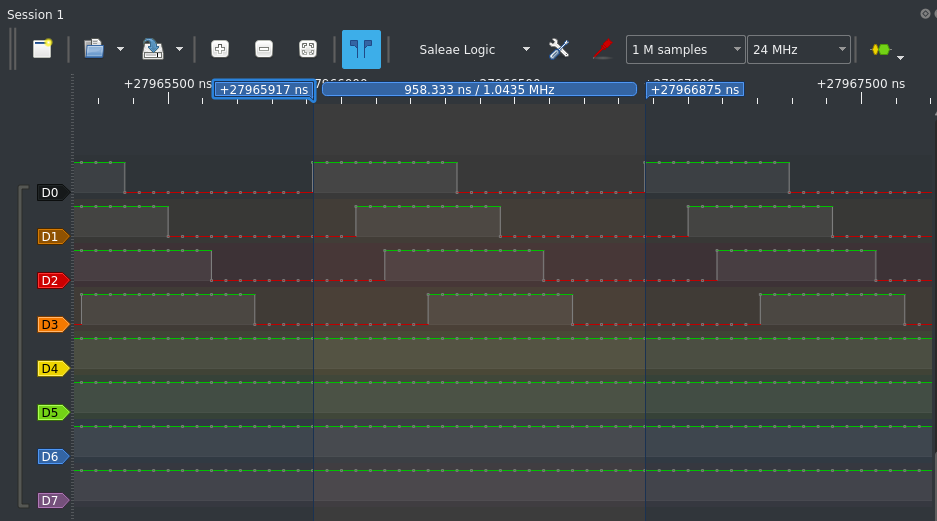 Session 1
Saleae Logic
1 M samples
24 MHz
+27965500 ns
+27967500 ns
+27965917 ns
958.333 ns / 1.0435 MHz
+27966875 ns
D0
D1
D2
D3
D4
D5
D6
D7